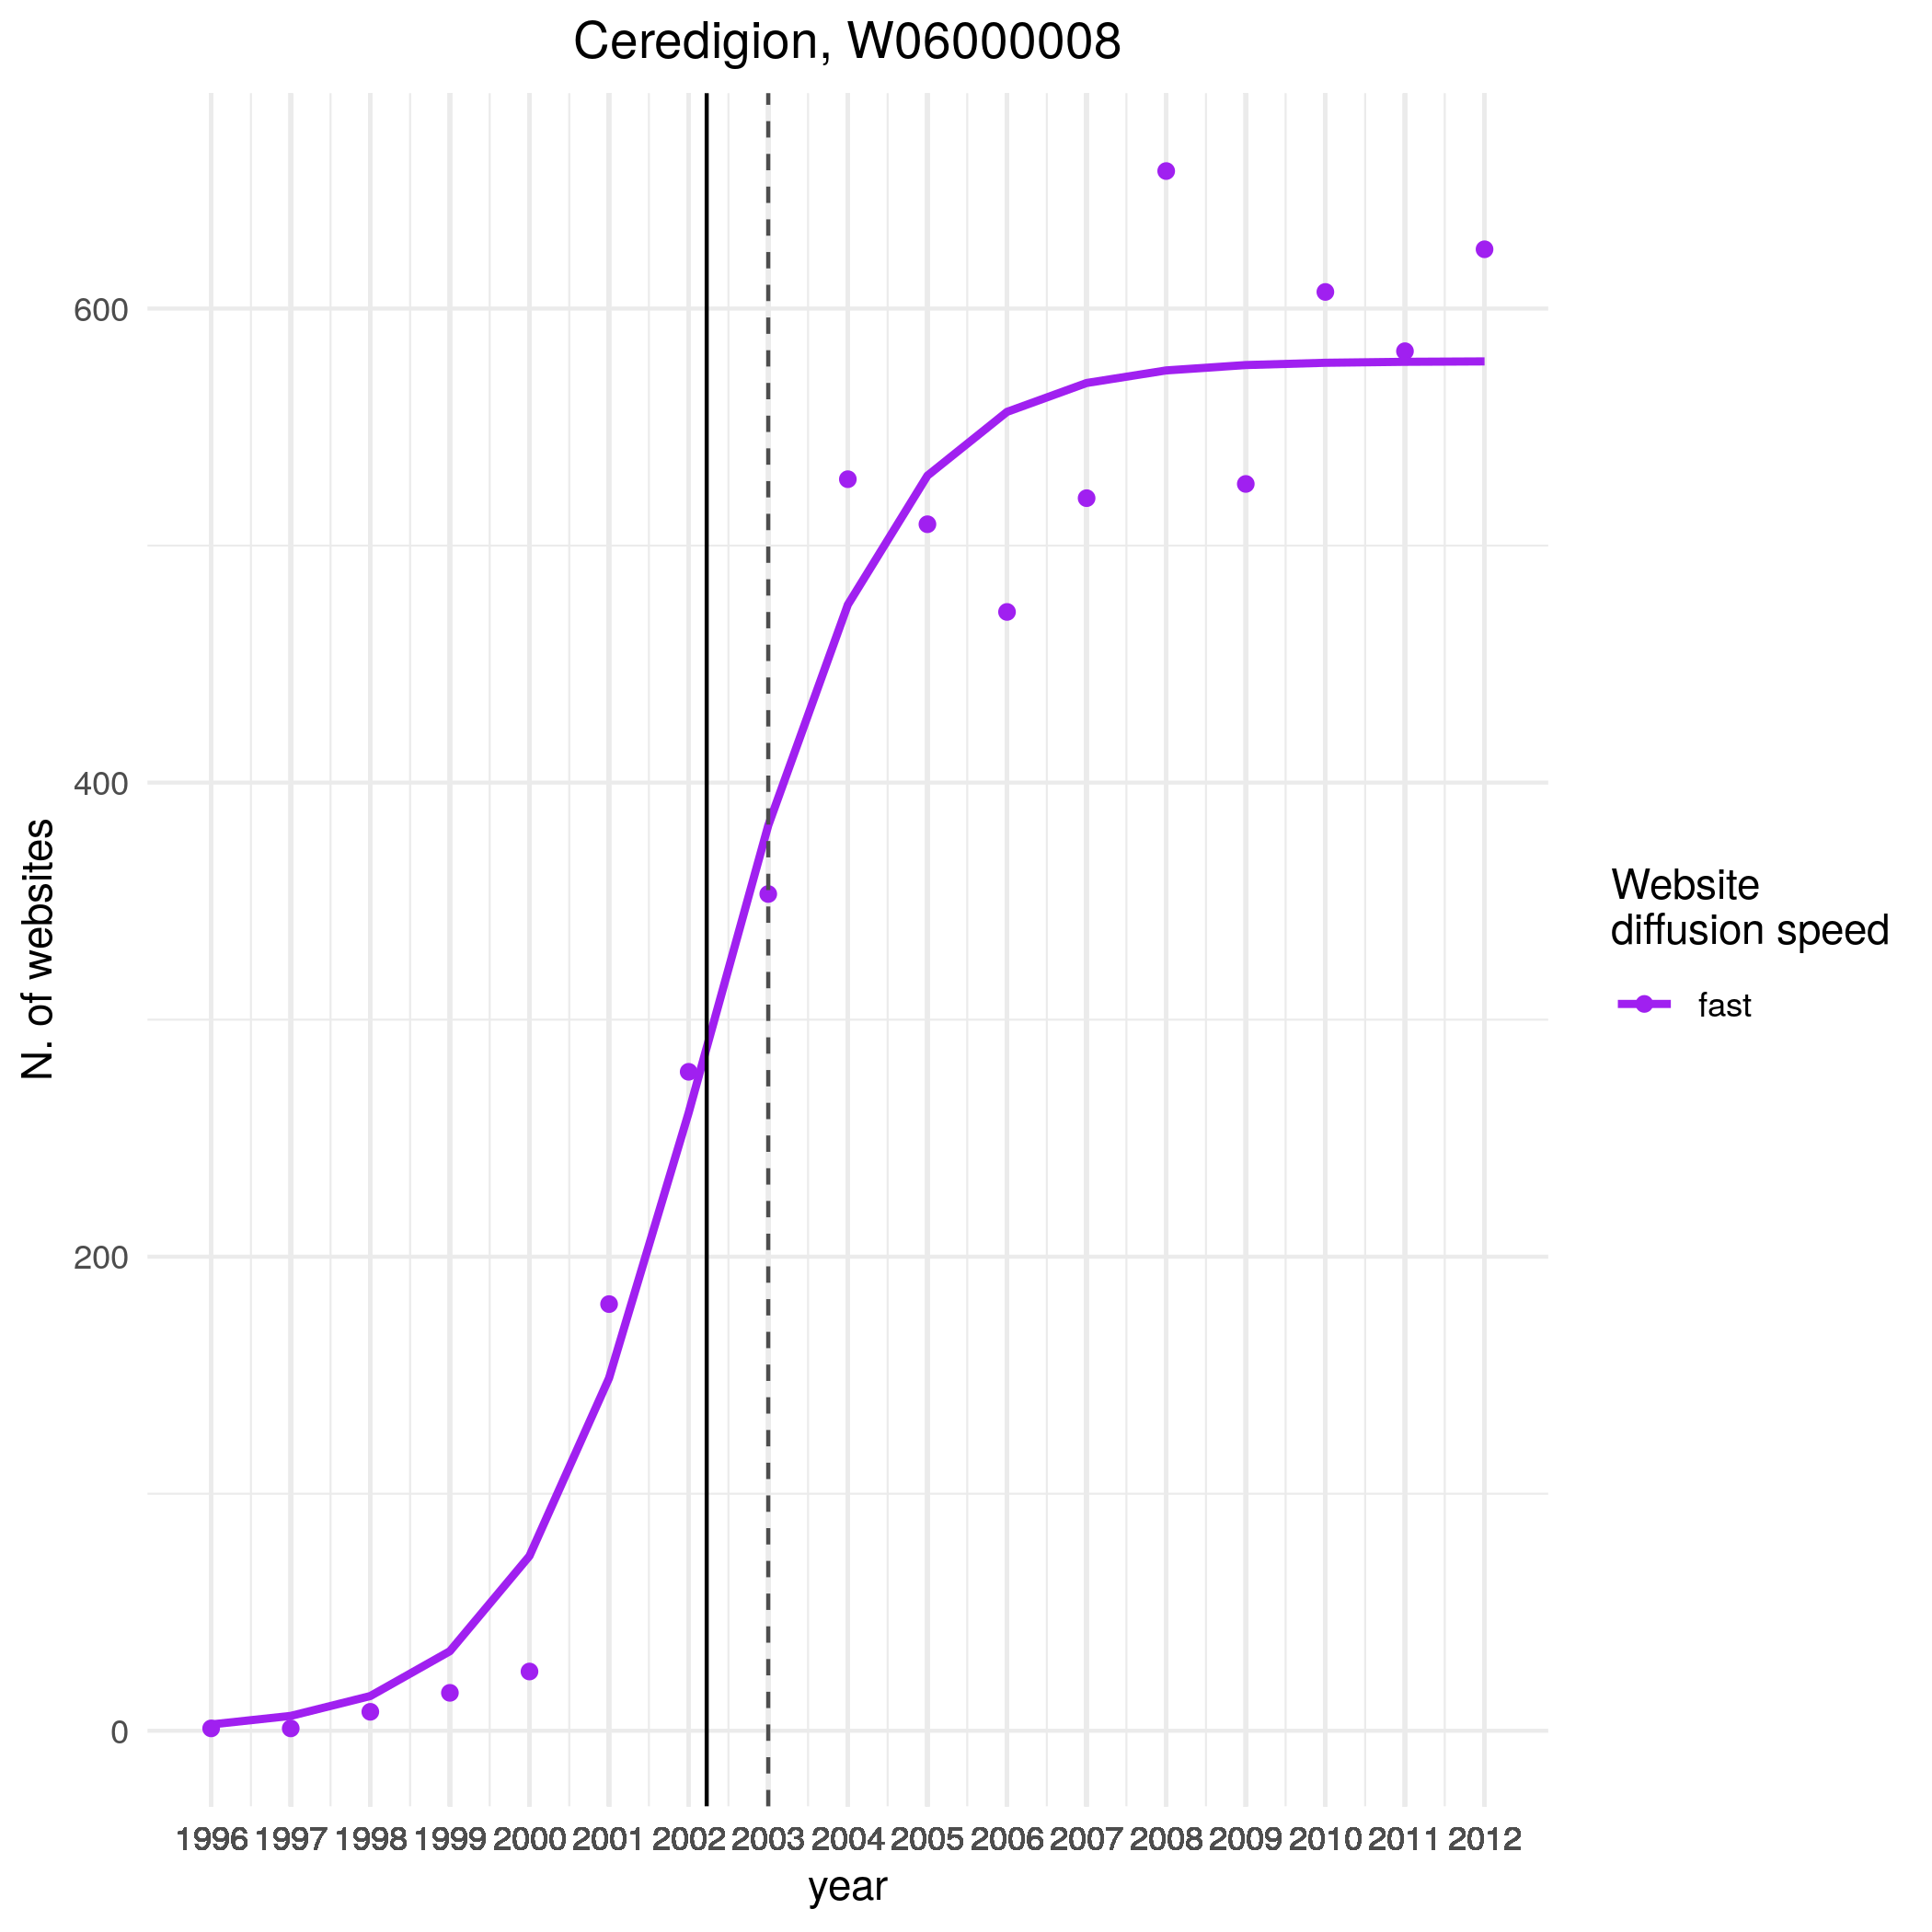 Ceredigion, W06000008
600
400
200
0
N. of websites
1996 1997 1998 1999 2000 2001 2002 2003 2004 2005 2006 2007 2008 2009 2010 2011 2012
year
Website
diffusion speed
fast